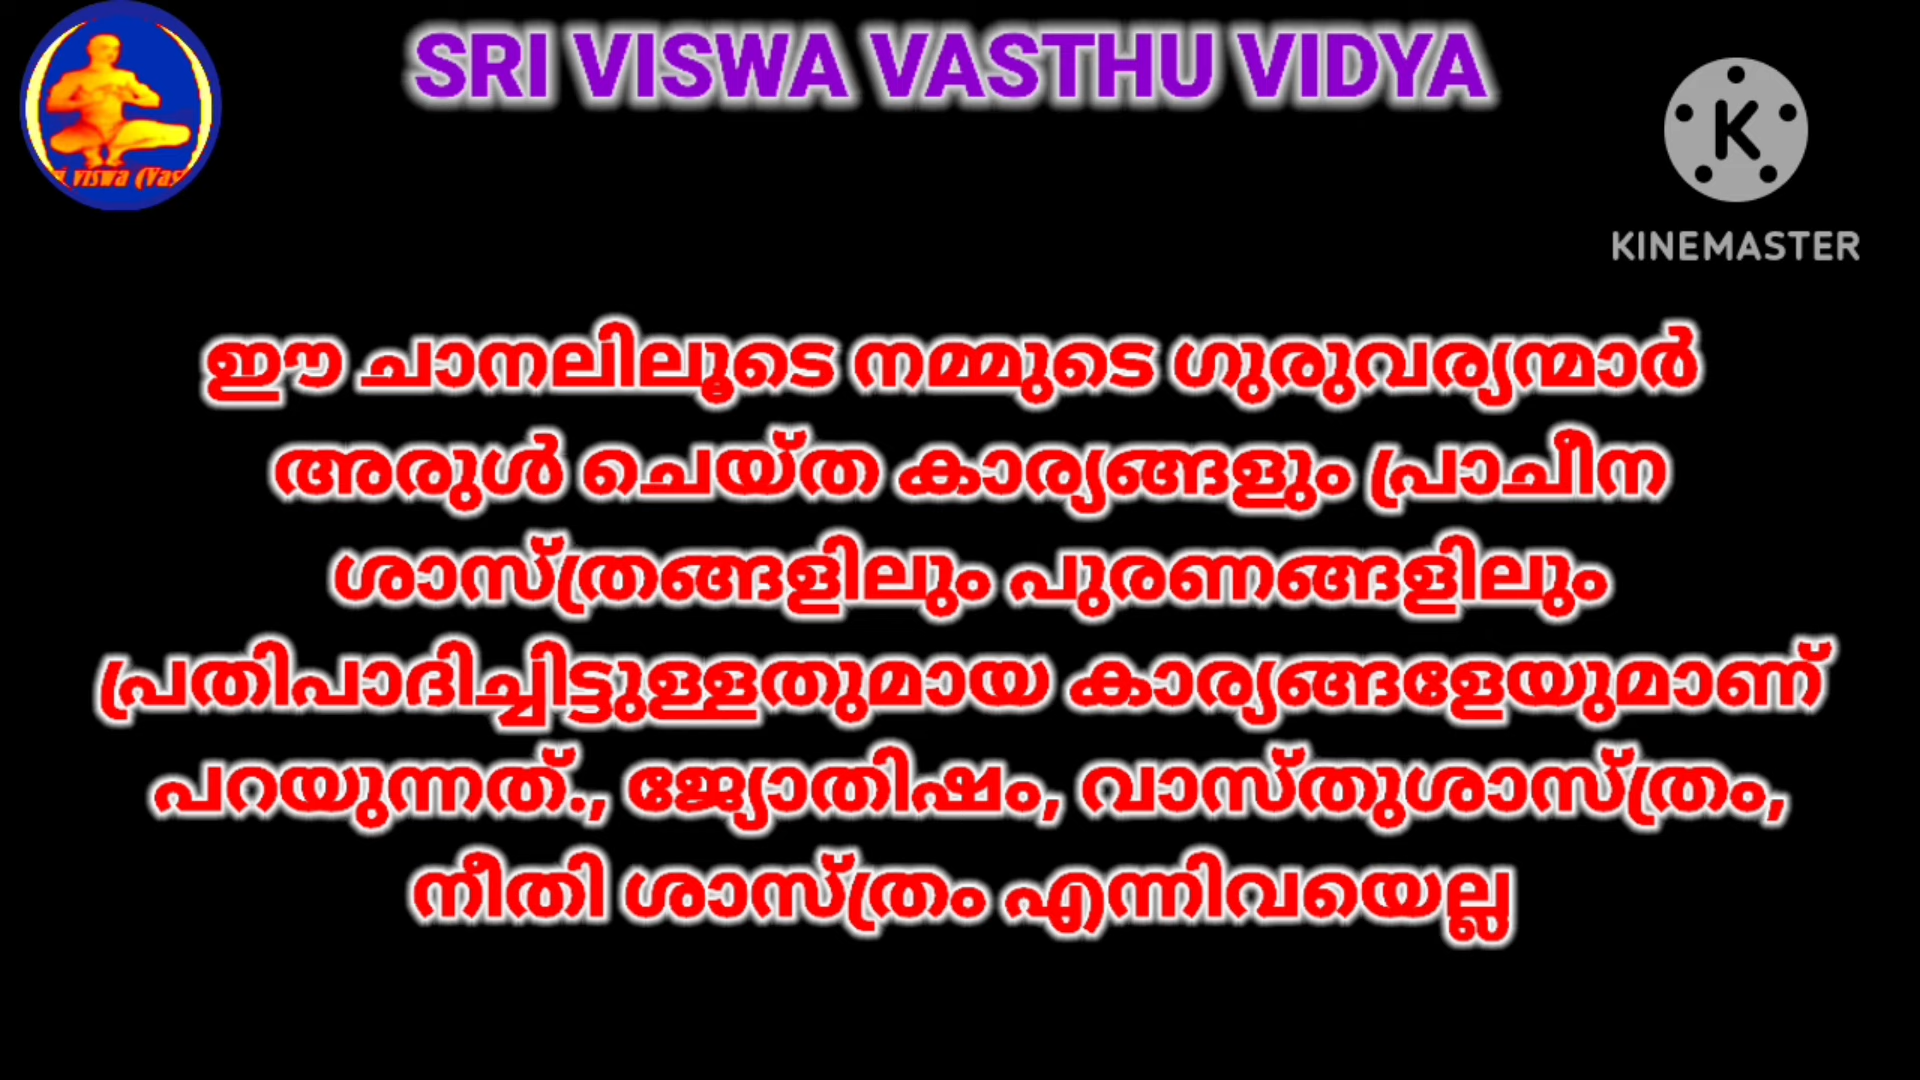 SRI VISWA VASTHU VIDYA
KINEMASTER
ഈ ചാനലിലൂടെ നമ്മുടെ ഗുരുവര്യന്മാർ
അരുൾ ചെയ്ത കാര്യങ്ങളും പ്രാചീന
ശാസ്ത്രങ്ങളിലും പുരണങ്ങളിലും
പ്രതിപാദിച്ചിട്ടുള്ളതുമായ കാര്യങ്ങളേയുമാണ്
പറയുന്നത്., ജ്യോതിഷം, വാസ്തുശാസ്ത്രം,
നീതി ശാസ്ത്രം എന്നിവയെല്ല